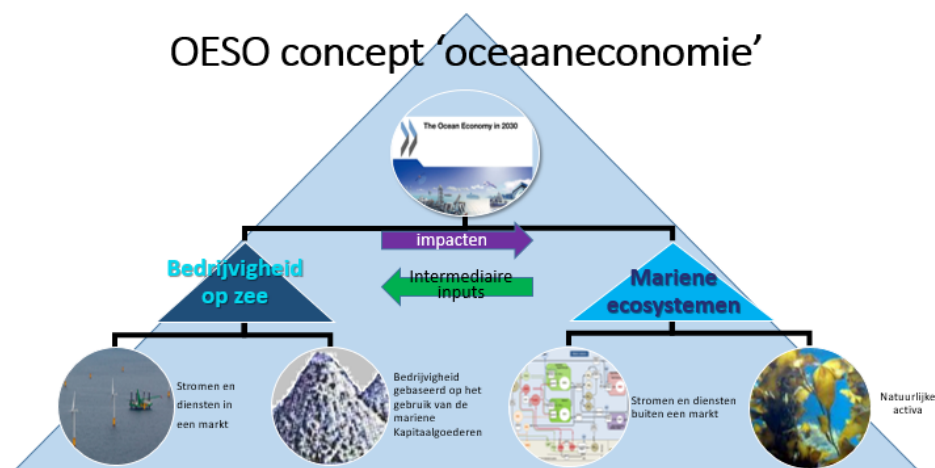 OESO concept ‘oceaaneconomie’
The Ocean Economy in 2030
impacten
Intermediaire
inputs
Bedrijvigheid
op zee
Mariene
ecosystemen
Stromen en
diensten in
een markt
Bedrijvigheid
gebaseerd op het
gebruik van de
mariene
Kapitaalgoederen
Stromen en diensten
buiten een markt
Natuurlijke
activa